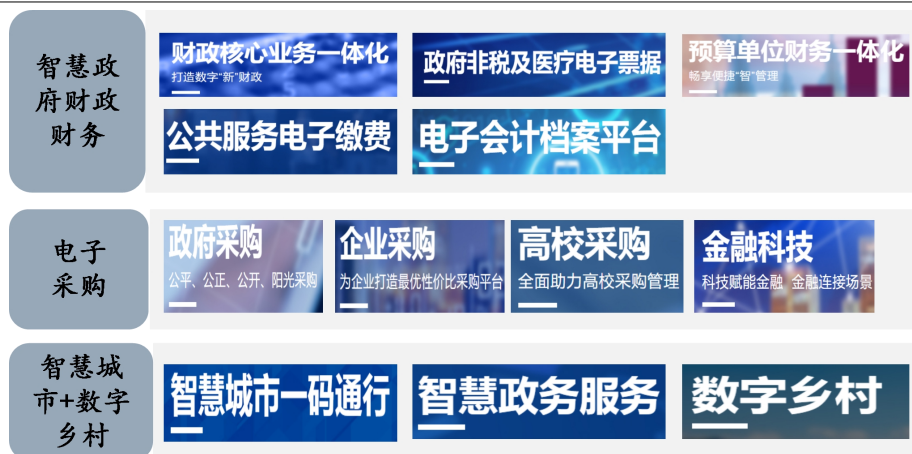 智慧政
府财政
财务
财政核心业务一体化
打造数字“新”财政
政府非税及医疗电子票据
预算单位财务一体化
畅享便捷“智”管理
公共服务电子缴费
电子会计档案平台
电子
采购
政府采购
公平、公正、公开、阳光采购
企业采购
为企业打造最优性价比采购平台
高校采购
全面助力高校采购管理
金融科技
科技赋能金融 金融连接场景
智慧城
市+数字
乡村
智慧城市一码通行
智慧政务服务
数字乡村